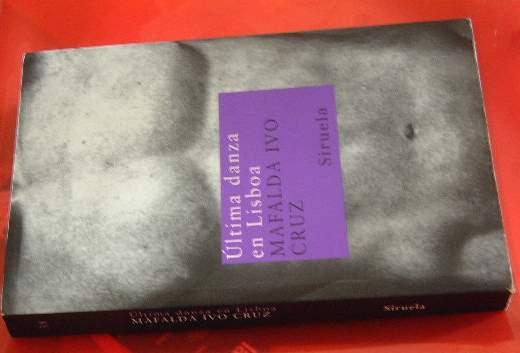 Última danza
en Lisboa
MAFALDA IVO
CRUZ
Siruela
Última danza en Lisboa
MAFALDA IVO CRUZ
Siruela